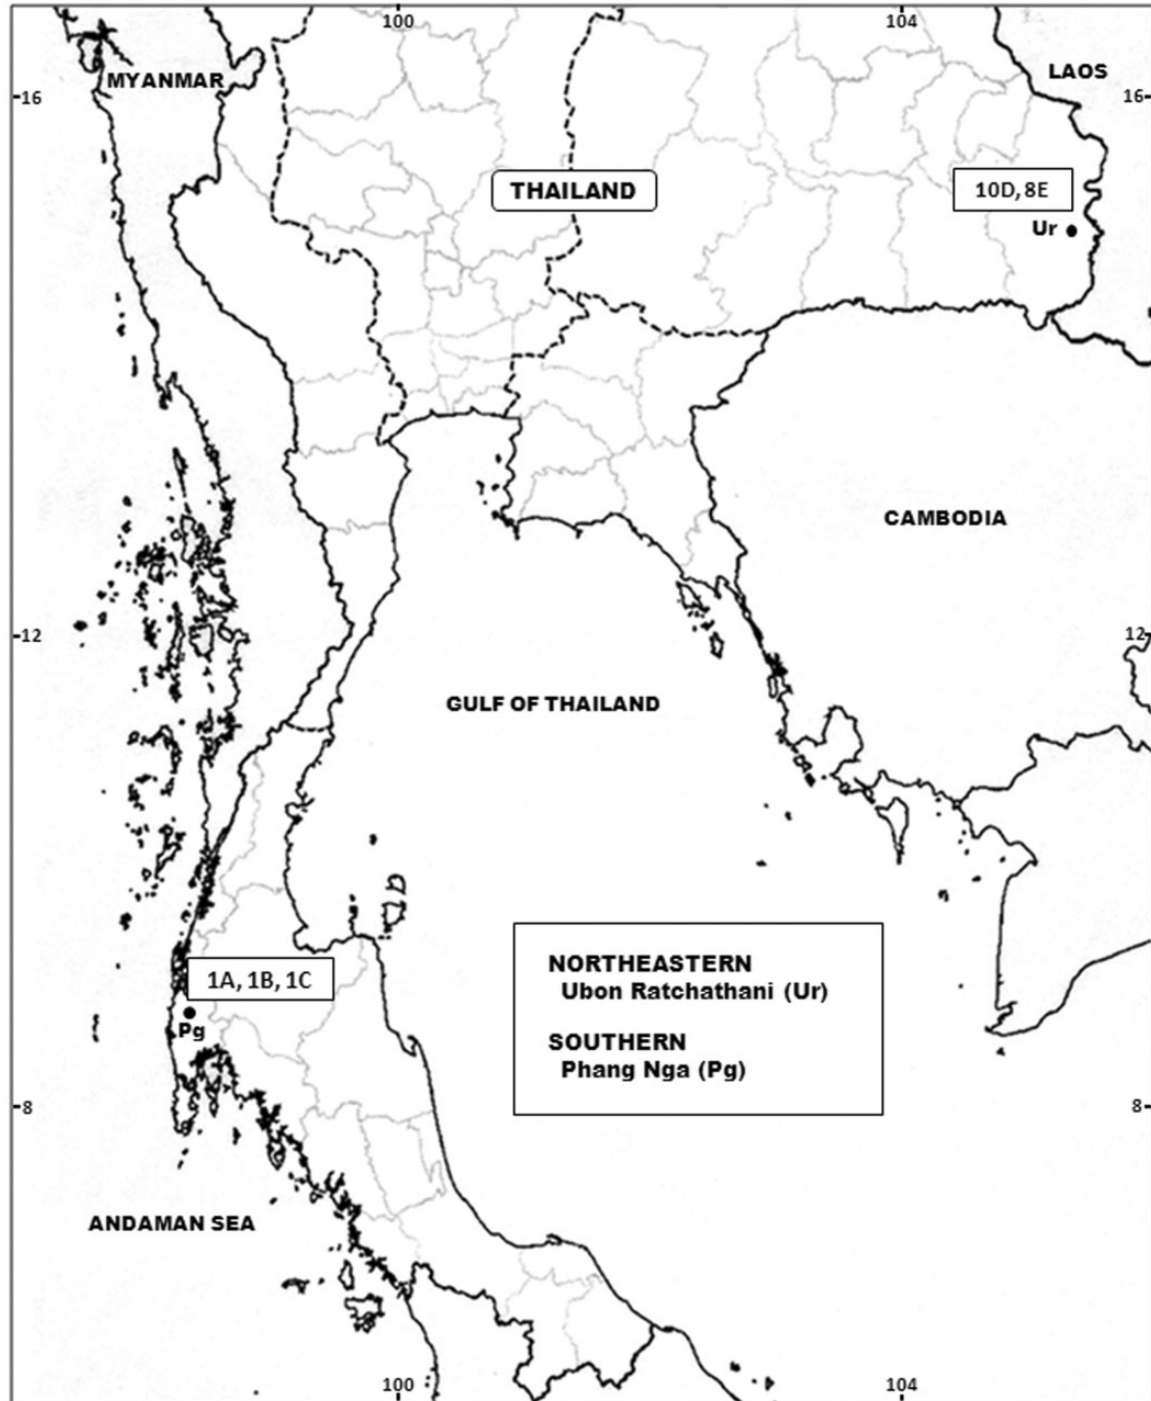 100
104
MYANMAR
LAOS
16
16
THAILAND
10D, 8E
Ur
CAMBODIA
12
12
GULF OF THAILAND
NORTHEASTERN
Ubon Ratchathani (Ur)
SOUTHERN
Phang Nga (Pg)
1A, 1B, 1C
Pg
8
8
ANDAMAN SEA
100
104